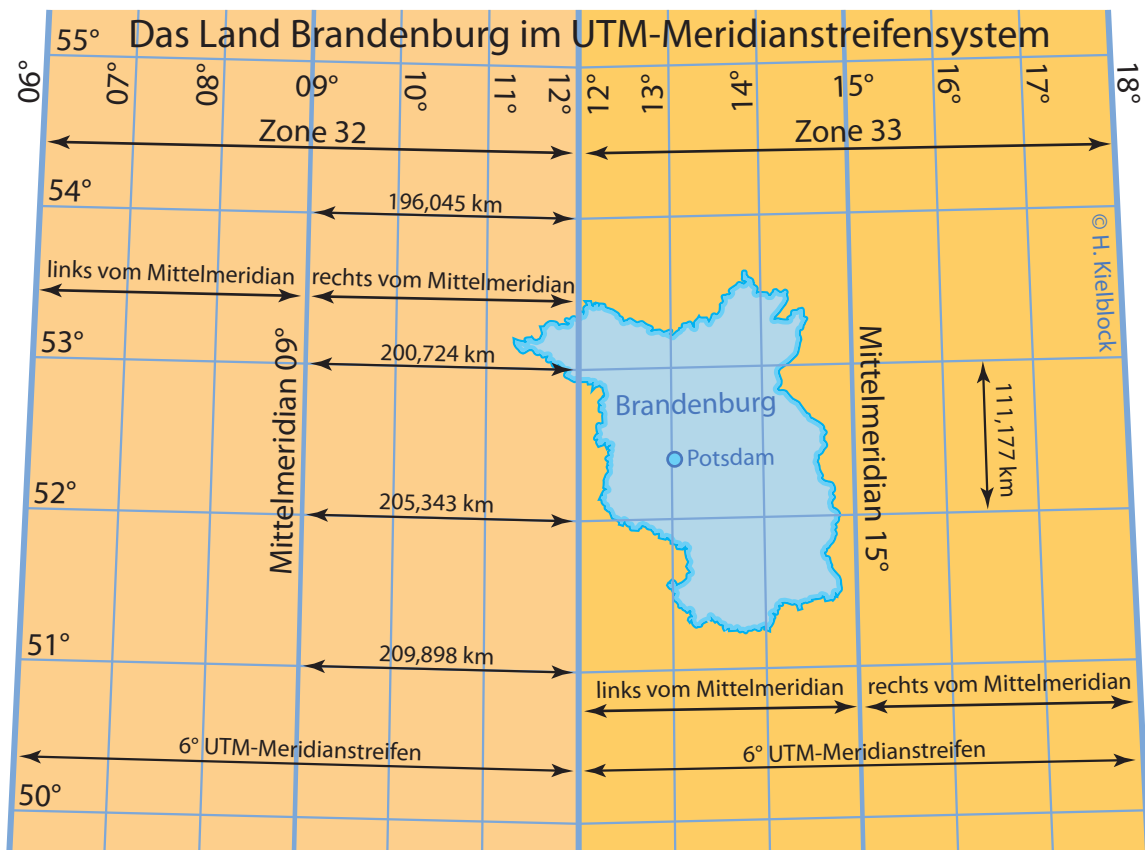 Das Land Brandenburg im UTM-Meridianstreifensystem
55°
06°
07°
08°
09°
10°
11°
12°
12°
13°
14°
15°
16°
17°
18°
Zone 32
Zone 33
54°
196,045 km
© H. Kielblock
links vom Mittelmeridian
rechts vom Mittelmeridian
53°
Mittelmeridian 09°
200,724 km
Mittelmeridian 15°
111,177 km
Brandenburg
Potsdam
52°
205,343 km
51°
209,898 km
links vom Mittelmeridian
rechts vom Mittelmeridian
6° UTM-Meridianstreifen
6° UTM-Meridianstreifen
50°